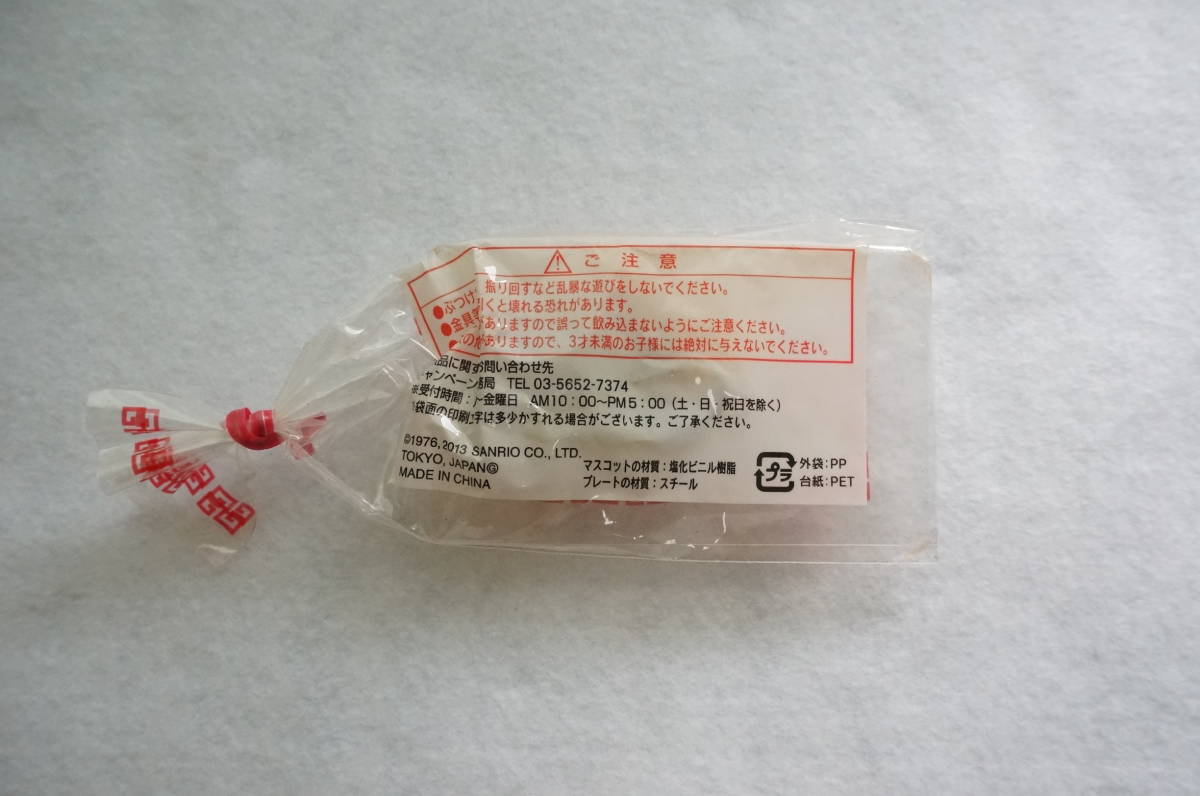 ご注意
●ぶつけ 振り回すなど乱暴な遊びをしないでください。
くと壊れる恐れがあります。
●金具 がありますので誤って飲み込まないようにご注意ください。
がありますので、3才未満のお子様には絶対に与えないでください。
品に関す お問い合わせ先
ャンペーン 務局 TEL 03-5652-7374
受付時間: ~金曜日 AM10:00~PM5:00(土・日・祝日を除く)
袋面の印刷 字は多少かすれる場合がございます。ご了承ください。
©1976,2013 SANRIO CO., LTD.
TOKYO, JAPANⒼ
MADE IN CHINA
マスコットの材質:塩化ビニル樹脂
プレートの材質:スチール
プラ
外袋:PP
台紙:PET